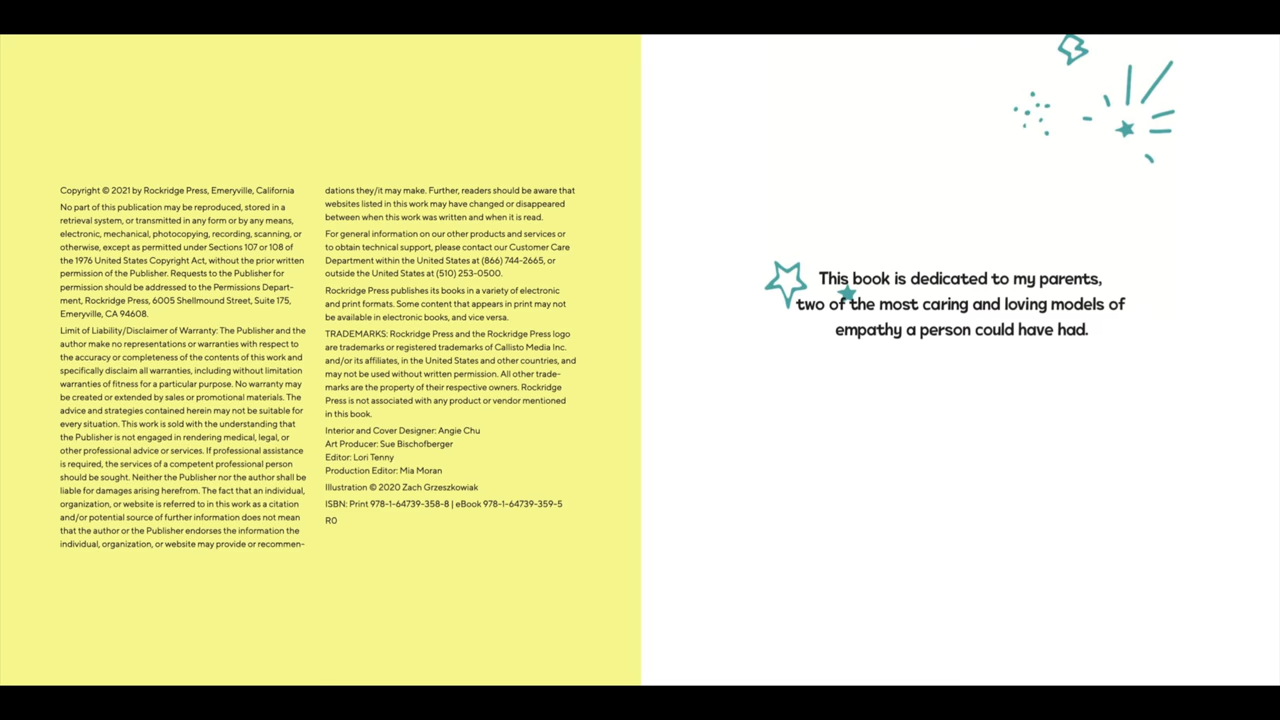 Copyright © 2021 by Rockridge Press, Emeryville, California
No part of this publication may be reproduced, stored in a
retrieval system, or transmitted in any form or by any means,
electronic, mechanical, photocopying, recording, scanning, or
otherwise, except as permitted under Sections 107 or 108 of
the 1976 United States Copyright Act, without the prior written
permission of the Publisher. Requests to the Publisher for
permission should be addressed to the Permissions Depart-
ment, Rockridge Press, 6005 Shellmound Street, Suite 175,
Emeryville, CA 94608.
Limit of Liability/Disclaimer of Warranty: The Publisher and the
author make no representations or warranties with respect to
the accuracy or completeness of the contents of this work and
specifically disclaim all warranties, including without limitation
warranties of fitness for a particular purpose. No warranty may
be created or extended by sales or promotional materials. The
advice and strategies contained herein may not be suitable for
every situation. This work is sold with the understanding that
the Publisher is not engaged in rendering medical, legal, or
other professional advice or services. If professional assistance
is required, the services of a competent professional person
should be sought. Neither the Publisher nor the author shall be
liable for damages arising herefrom. The fact that an individual,
organization, or website is referred to in this work as a citation
and/or potential source of further information does not mean
that the author or the Publisher endorses the information the
individual, organization, or website may provide or recommen-
dations they/it may make. Further, readers should be aware that
websites listed in this work may have changed or disappeared
between when this work was written and when it is read.
For general information on our other products and services or
to obtain technical support, please contact our Customer Care
Department within the United States at (866) 744-2665, or
outside the United States at (510) 253-0500.
Rockridge Press publishes its books in a variety of electronic
and print formats. Some content that appears in print may not
be available in electronic books, and vice versa.
TRADEMARKS: Rockridge Press and the Rockridge Press logo
are trademarks or registered trademarks of Callisto Media Inc.
and/or its affiliates, in the United States and other countries, and
may not be used without written permission. All other trade-
marks are the property of their respective owners. Rockridge
Press is not associated with any product or vendor mentioned
in this book.
Interior and Cover Designer: Angie Chu
Art Producer: Sue Bischofberger
Editor: Lori Tenny
Production Editor: Mia Moran
Illustration © 2020 Zach Grzeszkowiak
ISBN: Print 978-1-64739-358-8 | eBook 978-1-64739-359-5
R0
This book is dedicated to my parents,
two of the most caring and loving models of
empathy a person could have had.